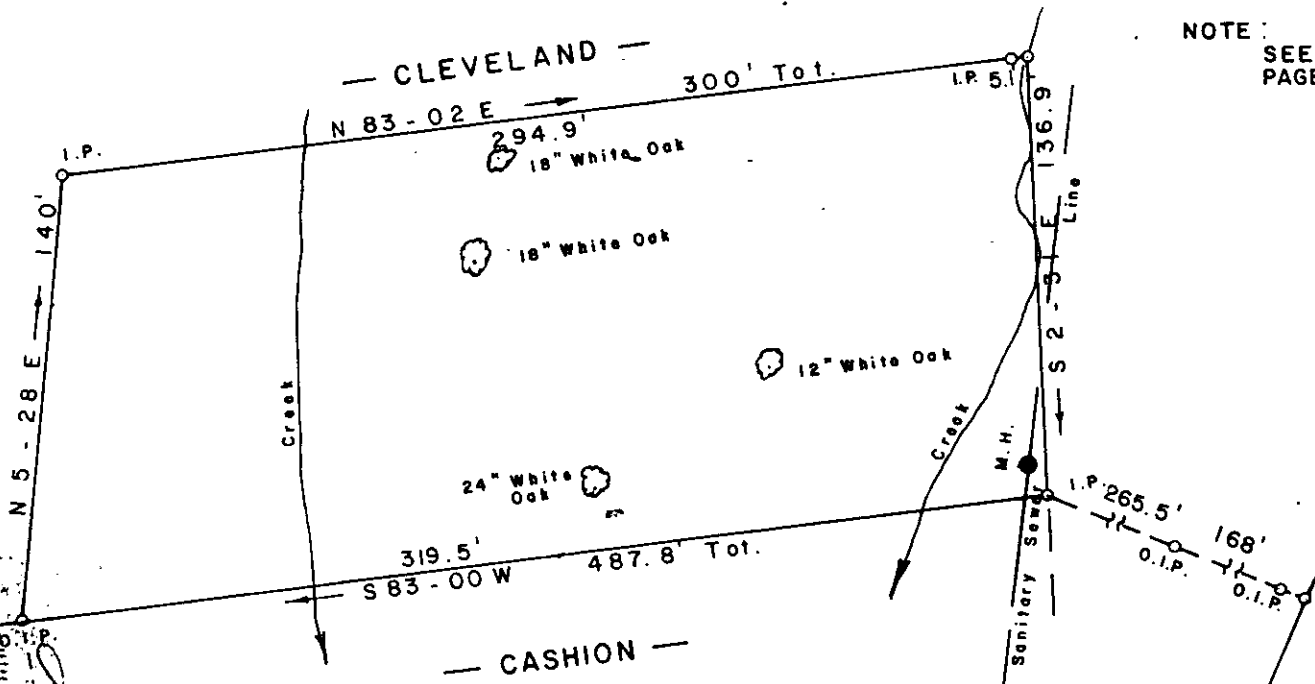 NOTE :
SEE
PAGE
— CLEVELAND —
300' Tot.
I.P. 5.1'
N 83-02 E
294.9'
I.P.
136.9'
18" White Oak
Line
140'
18" White Oak
S 2-31 E
12" White Oak
N 5-28 E
Creek
Creek
M.H.
24" White
Oak
I.P.
265.5'
168'
O.I.P.
O.I.P.
319.5'
487.8' Tot.
S 83-00 W
Sanitary Sewer
O.I.P.
— CASHION —